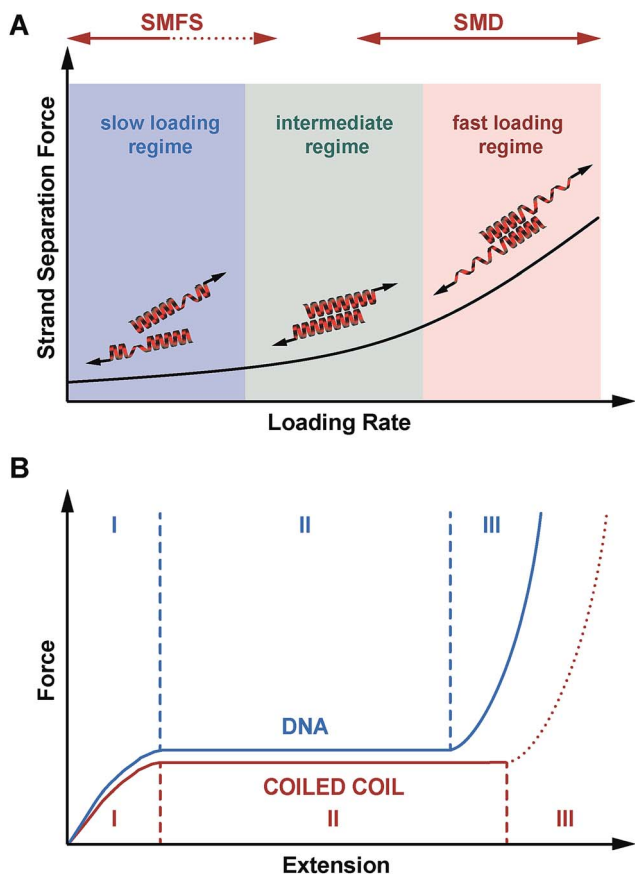 A
SMFS
SMD
Strand Separation Force
slow loading
regime
intermediate
regime
fast loading
regime
Loading Rate
B
I
II
III
Force
DNA
COILED COIL
I
II
III
Extension